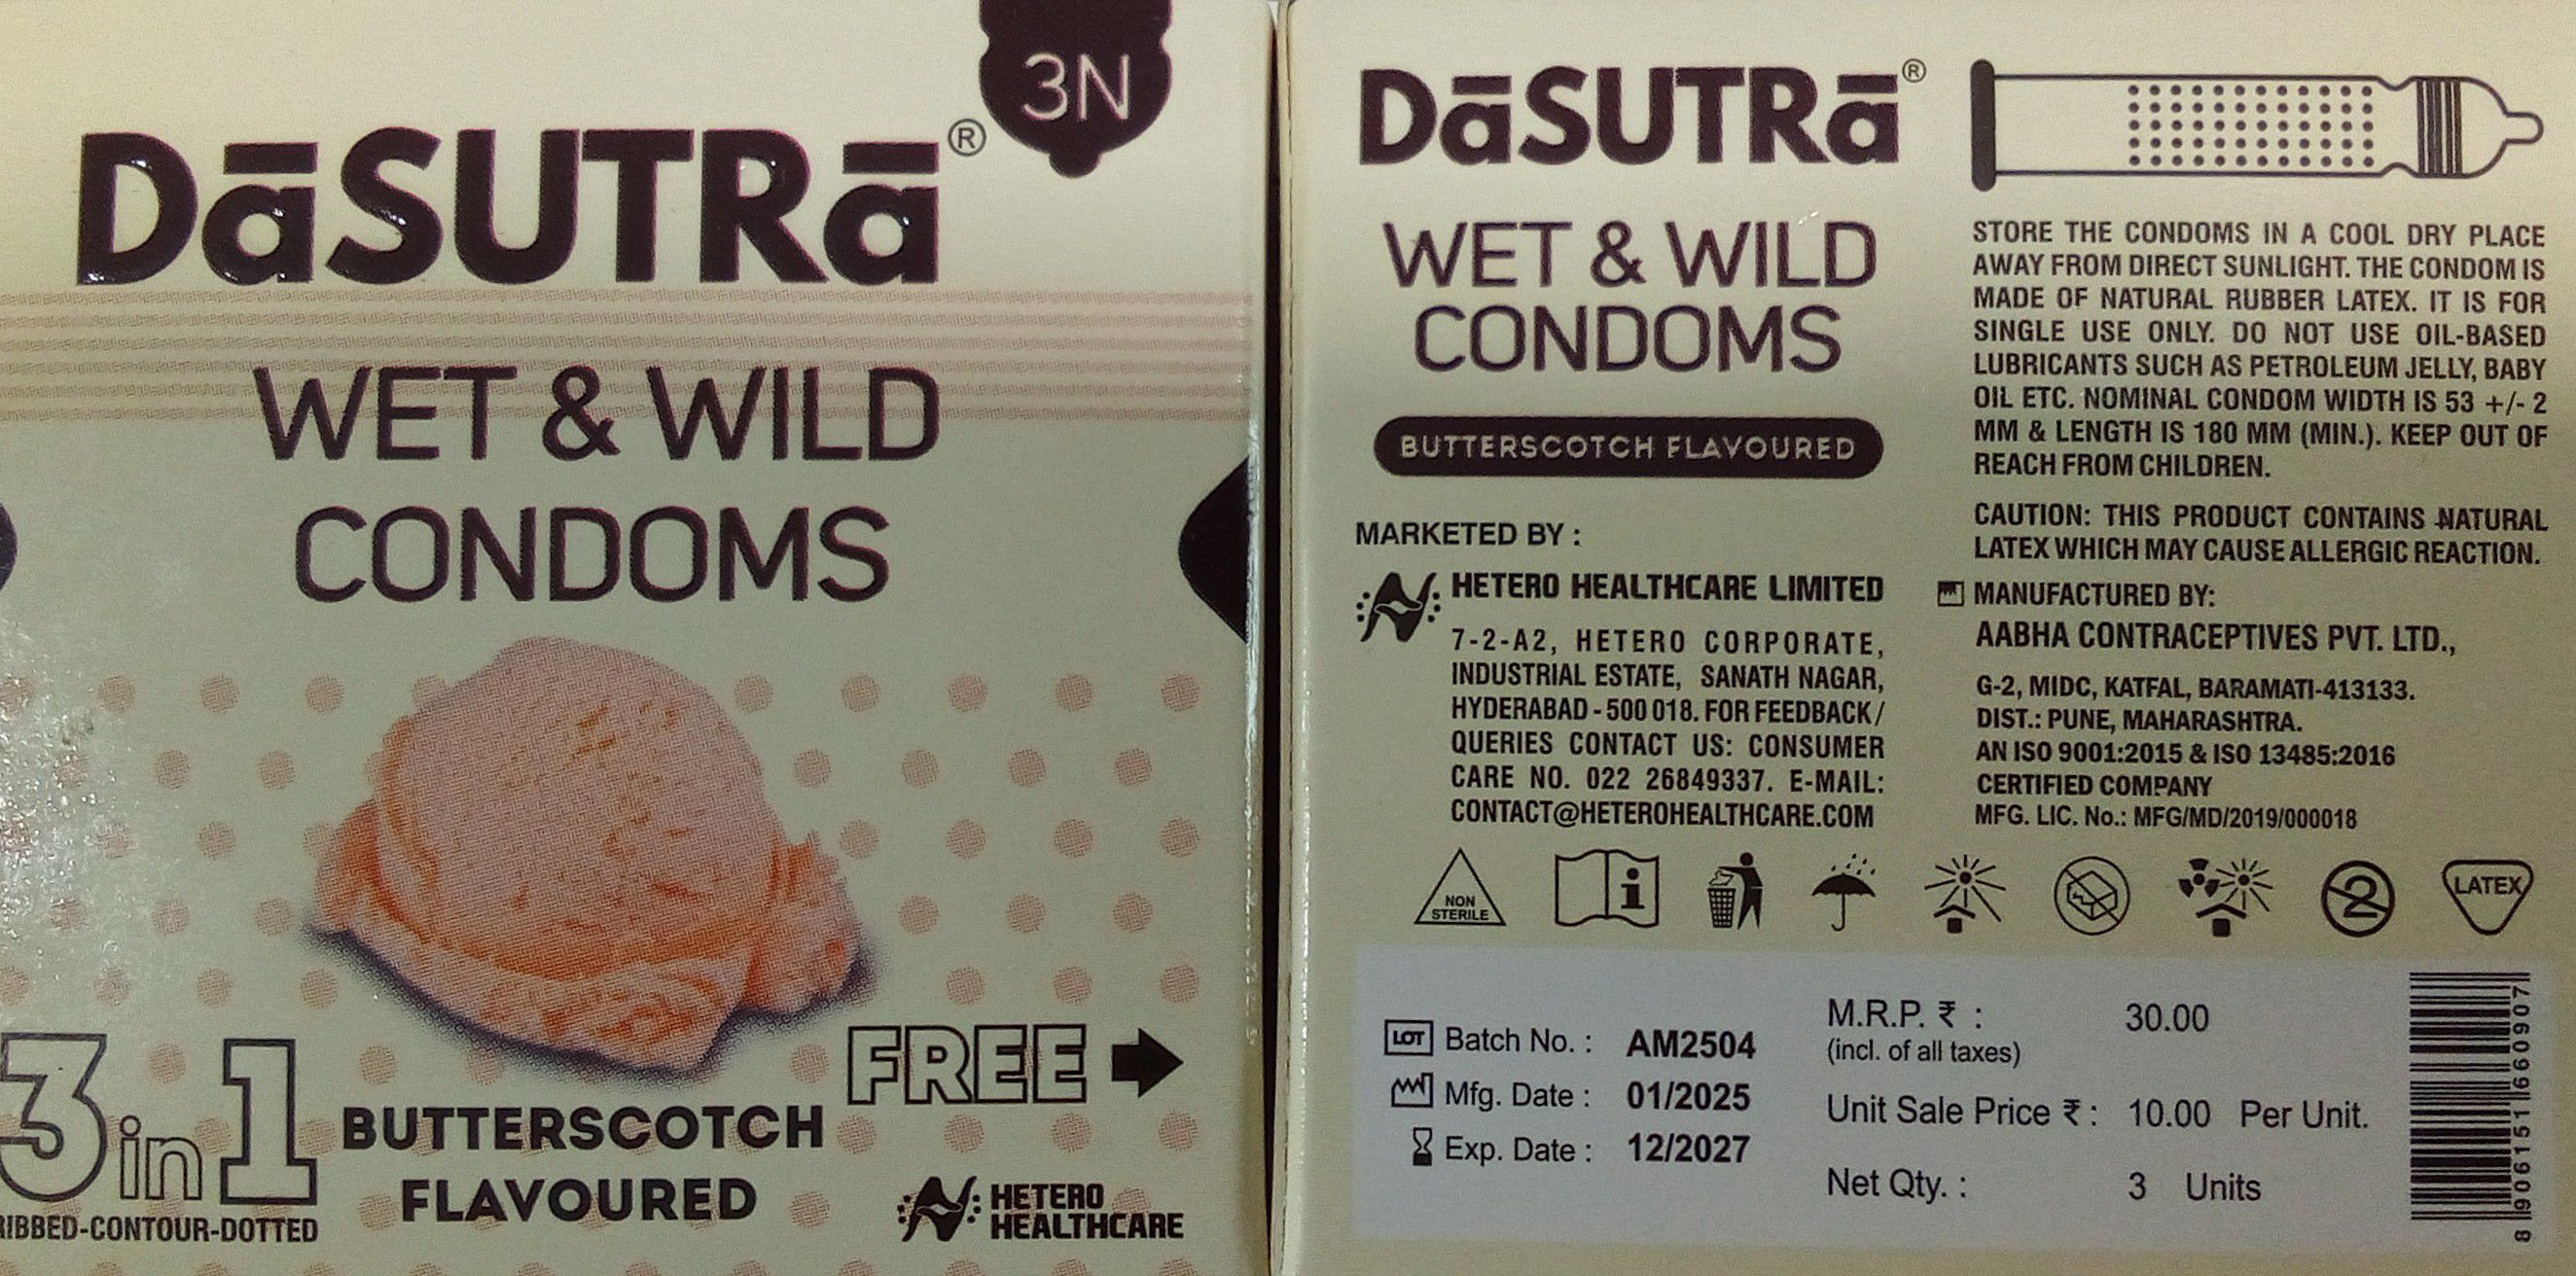 3N
DāSUTRā®
WET & WILD
CONDOMS
3in1
RIBBED-CONTOUR-DOTTED
BUTTERSCOTCH
FLAVOURED
FREE
HETERO
HEALTHCARE
DāSUTRā®
WET & WILD
CONDOMS
BUTTERSCOTCH FLAVOURED
MARKETED BY :
HETERO HEALTHCARE LIMITED
7-2-A2, HETERO CORPORATE,
INDUSTRIAL ESTATE, SANATH NAGAR,
HYDERABAD - 500 018. FOR FEEDBACK /
QUERIES CONTACT US: CONSUMER
CARE NO. 022 26849337. E-MAIL:
CONTACT@HETEROHEALTHCARE.COM
STORE THE CONDOMS IN A COOL DRY PLACE
AWAY FROM DIRECT SUNLIGHT. THE CONDOM IS
MADE OF NATURAL RUBBER LATEX. IT IS FOR
SINGLE USE ONLY. DO NOT USE OIL-BASED
LUBRICANTS SUCH AS PETROLEUM JELLY, BABY
OIL ETC. NOMINAL CONDOM WIDTH IS 53 +/- 2
MM & LENGTH IS 180 MM (MIN.). KEEP OUT OF
REACH FROM CHILDREN.
CAUTION: THIS PRODUCT CONTAINS NATURAL
LATEX WHICH MAY CAUSE ALLERGIC REACTION.
MANUFACTURED BY:
AABHA CONTRACEPTIVES PVT. LTD.,
G-2, MIDC, KATFAL, BARAMATI-413133.
DIST.: PUNE, MAHARASHTRA.
AN ISO 9001:2015 & ISO 13485:2016
CERTIFIED COMPANY
MFG. LIC. No.: MFG/MD/2019/000018
NON
STERILE
i
2
LATEX
LOT Batch No. : AM2504
Mfg. Date : 01/2025
Exp. Date : 12/2027
M.R.P. ₹ : 30.00
(incl. of all taxes)
Unit Sale Price ₹ : 10.00 Per Unit.
Net Qty. : 3 Units
8 906151 660907